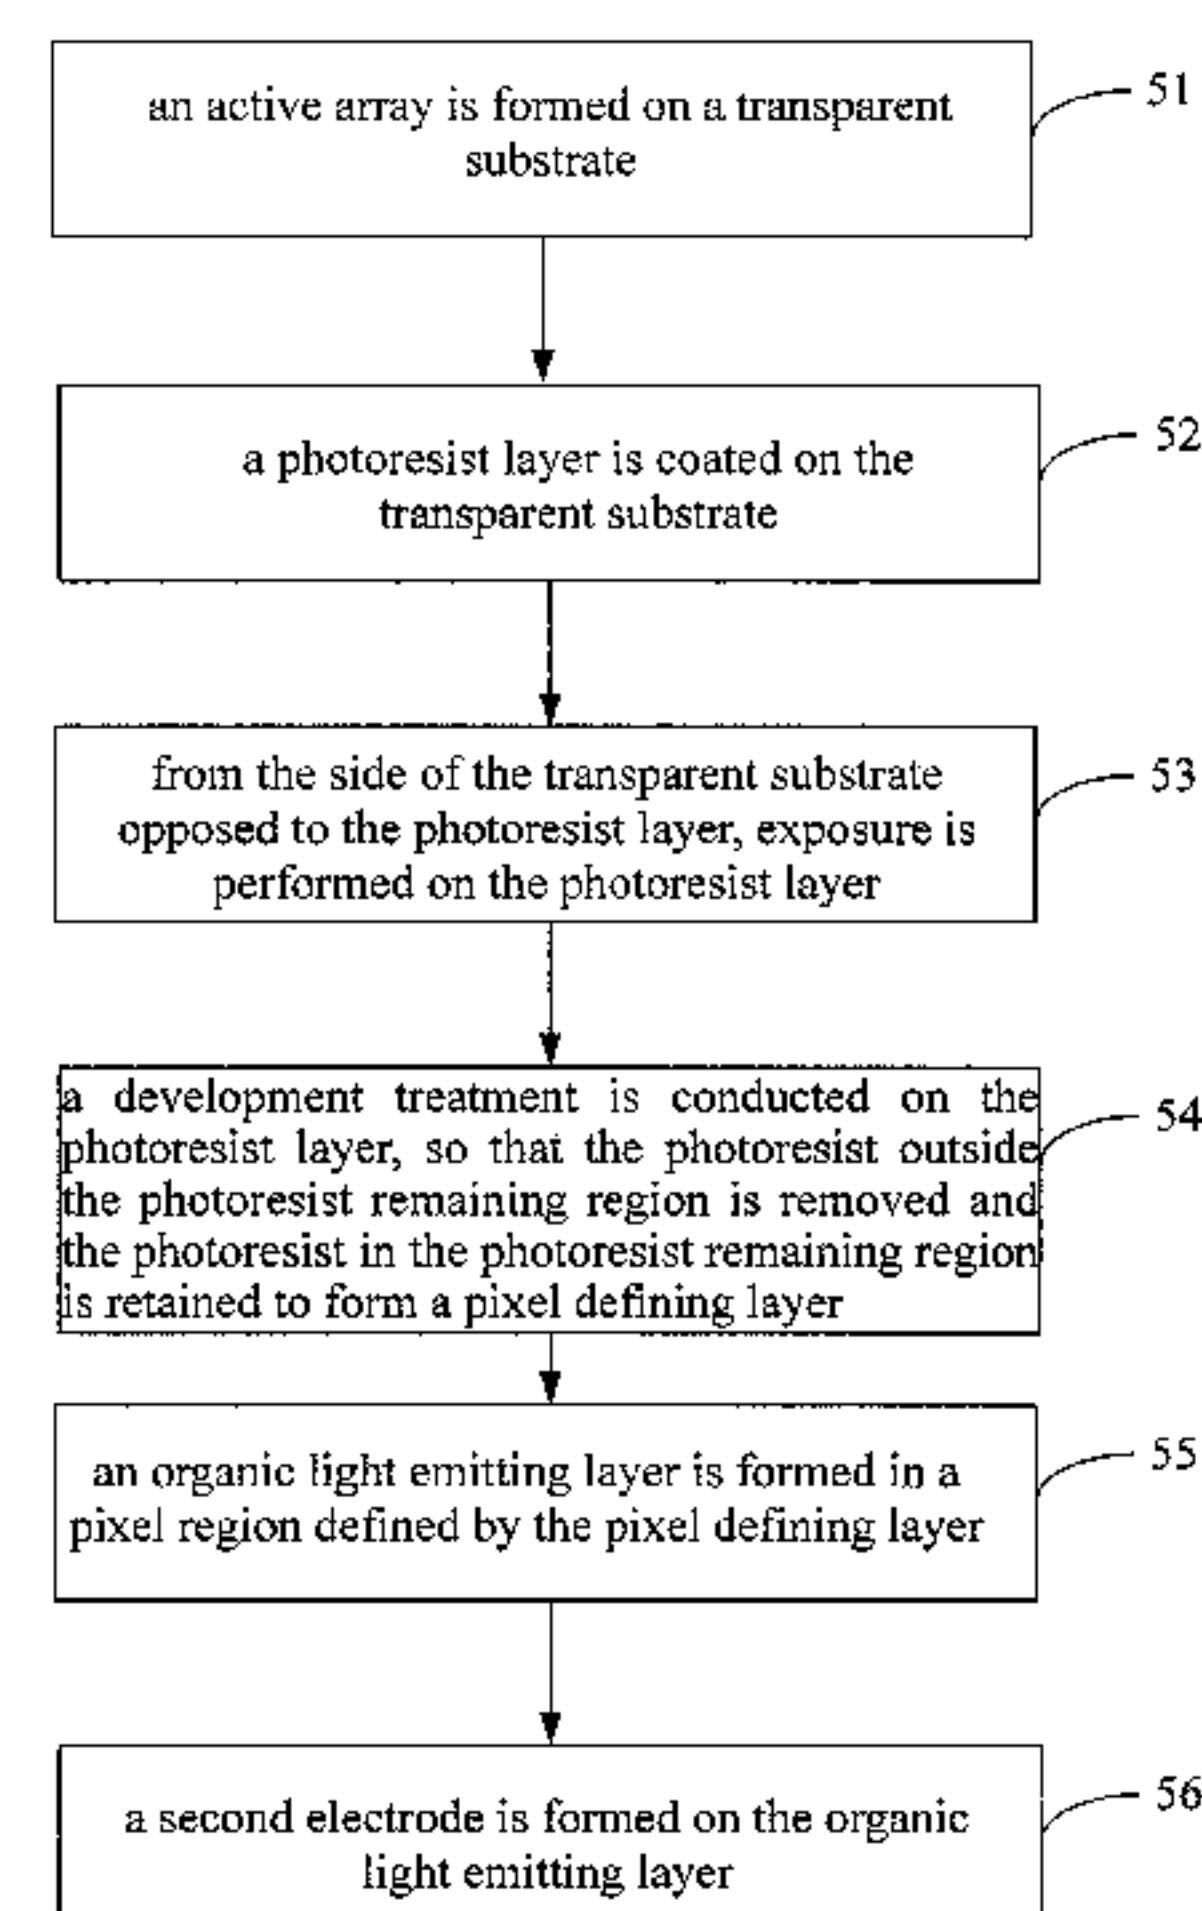 an active array is formed on a transparent
substrate
51
a photoresist layer is coated on the
transparent substrate
52
from the side of the transparent substrate
opposed to the photoresist layer, exposure is
performed on the photoresist layer
53
a development treatment is conducted on the
photoresist layer, so that the photoresist outside
the photoresist remaining region is removed and
the photoresist in the photoresist remaining region
is retained to form a pixel defining layer
54
an organic light emitting layer is formed in a
pixel region defined by the pixel defining layer
55
a second electrode is formed on the organic
light emitting layer
56